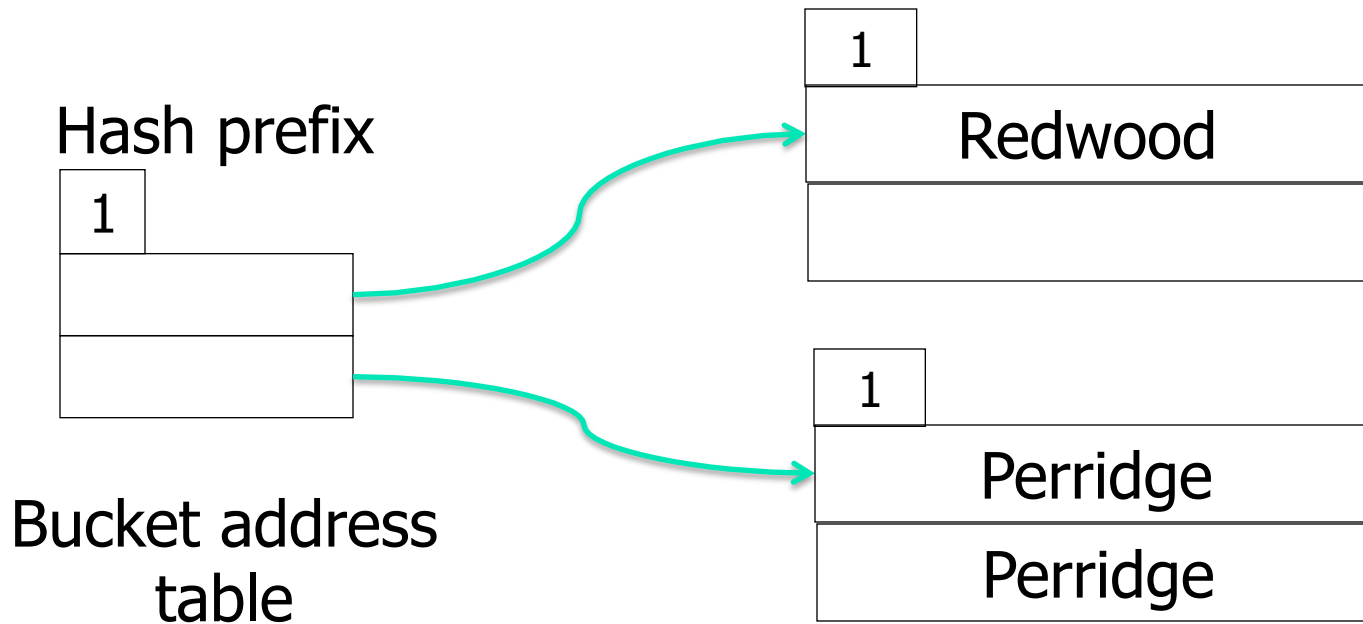 Hash prefix
1
Bucket address
table
1
Redwood
1
Perridge
Perridge